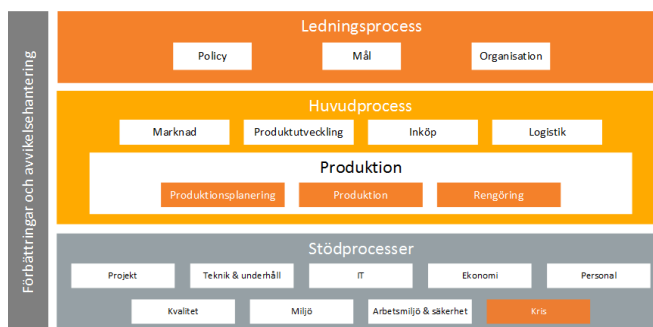 Förbättringar och avvikelsehantering
Ledningsprocess
Policy
Mål
Organisation
Huvudprocess
Marknad
Produktutveckling
Inköp
Logistik
Produktion
Produktionsplanering
Produktion
Rengöring
Stödprocesser
Projekt
Teknik & underhåll
IT
Ekonomi
Personal
Kvalitet
Miljö
Arbetsmiljö & säkerhet
Kris